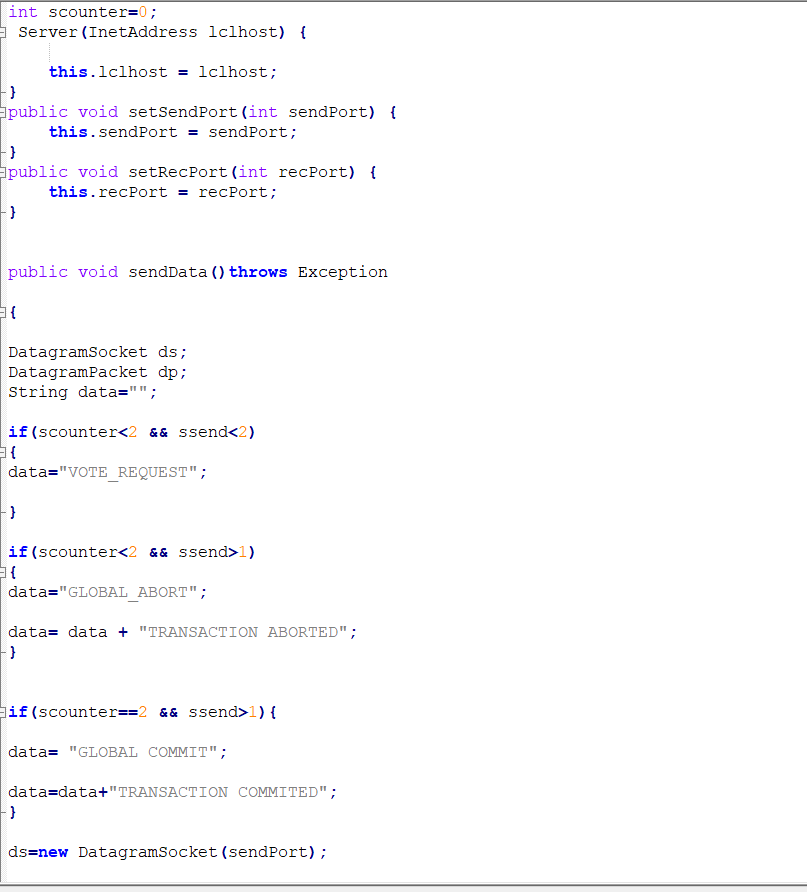 int scounter=0;
Server(InetAddress lclhost) {
this.lclhost = lclhost;
}
public void setSendPort(int sendPort) {
this.sendPort = sendPort;
}
public void setRecPort(int recPort) {
this.recPort = recPort;
}
public void sendData()throws Exception
{
DatagramSocket ds;
DatagramPacket dp;
String data="";
if(scounter<2 && ssend<2)
{
data="VOTE_REQUEST";
}
if(scounter<2 && ssend>1)
{
data="GLOBAL_ABORT";
data= data + "TRANSACTION ABORTED";
}
if(scounter==2 && ssend>1){
data= "GLOBAL COMMIT";
data=data+"TRANSACTION COMMITED";
}
ds=new DatagramSocket(sendPort);